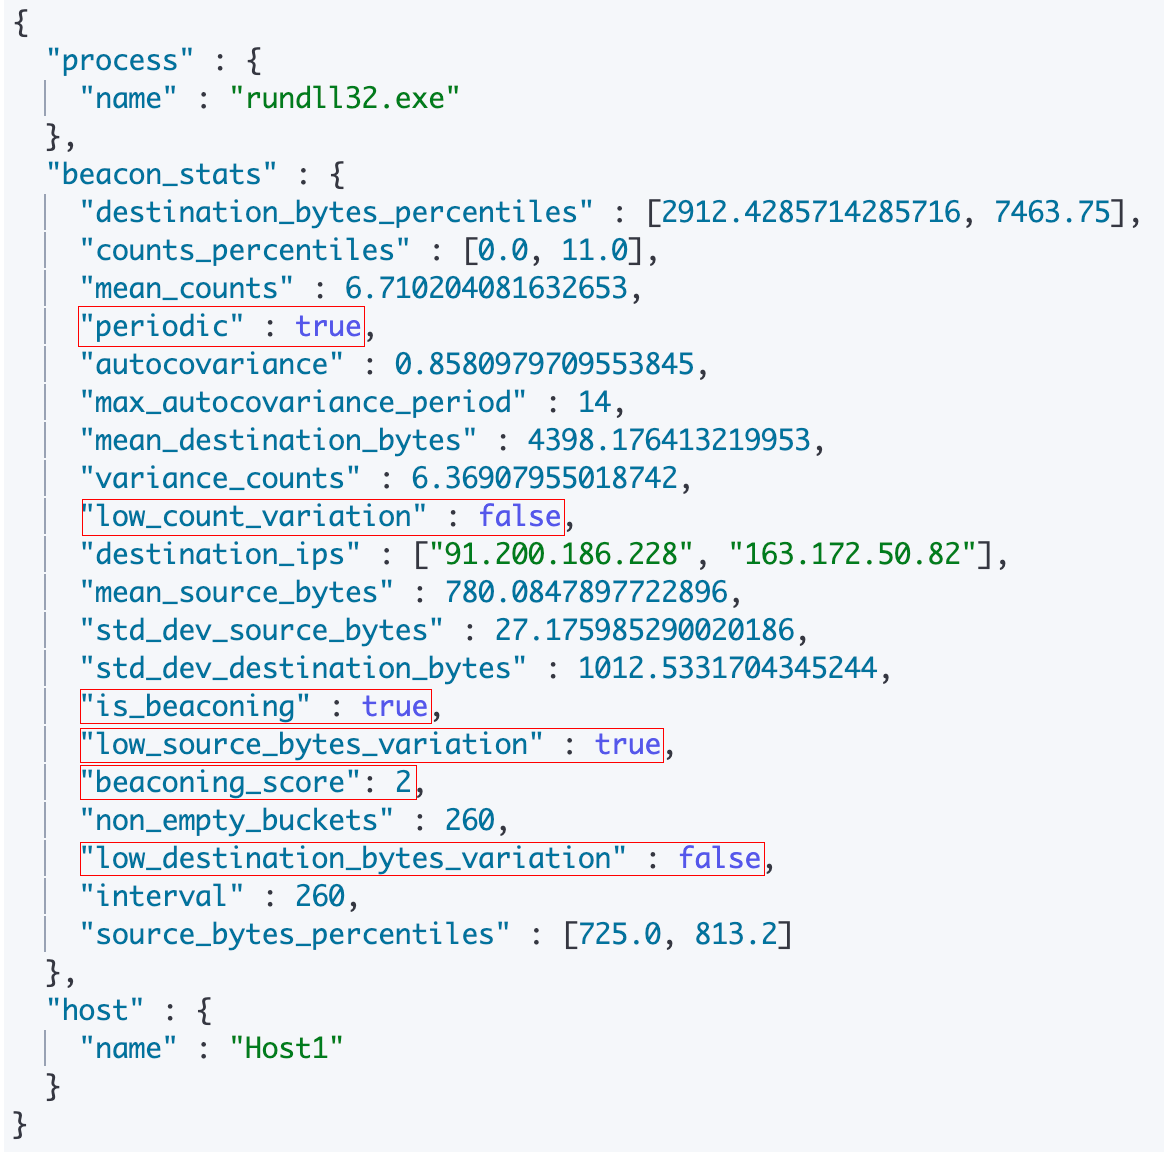 {
"process" : {
"name" : "rundll32.exe"
},
"beacon_stats" : {
"destination_bytes_percentiles" : [2912.4285714285716, 7463.75],
"counts_percentiles" : [0.0, 11.0],
"mean_counts" : 6.710204081632653,
"periodic" : true,
"autocovariance" : 0.8580979709553845,
"max_autocovariance_period" : 14,
"mean_destination_bytes" : 4398.176413219953,
"variance_counts" : 6.36907955018742,
"low_count_variation" : false,
"destination_ips" : ["91.200.186.228", "163.172.50.82"],
"mean_source_bytes" : 780.0847897722896,
"std_dev_source_bytes" : 27.175985290020186,
"std_dev_destination_bytes" : 1012.5331704345244,
"is_beaconing" : true,
"low_source_bytes_variation" : true,
"beaconing_score": 2,
"non_empty_buckets" : 260,
"low_destination_bytes_variation" : false,
"interval" : 260,
"source_bytes_percentiles" : [725.0, 813.2]
},
"host" : {
"name" : "Host1"
}
}